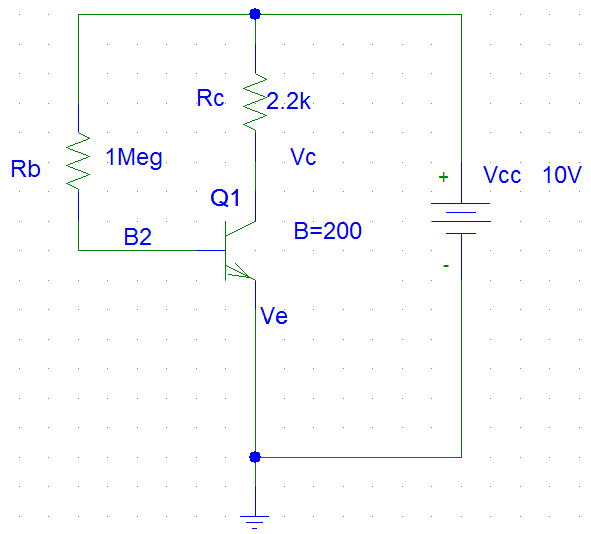 Rc 2.2k
Rb 1Meg
Vc
Vcc 10V
+
Q1
B2
B=200
-
Ve